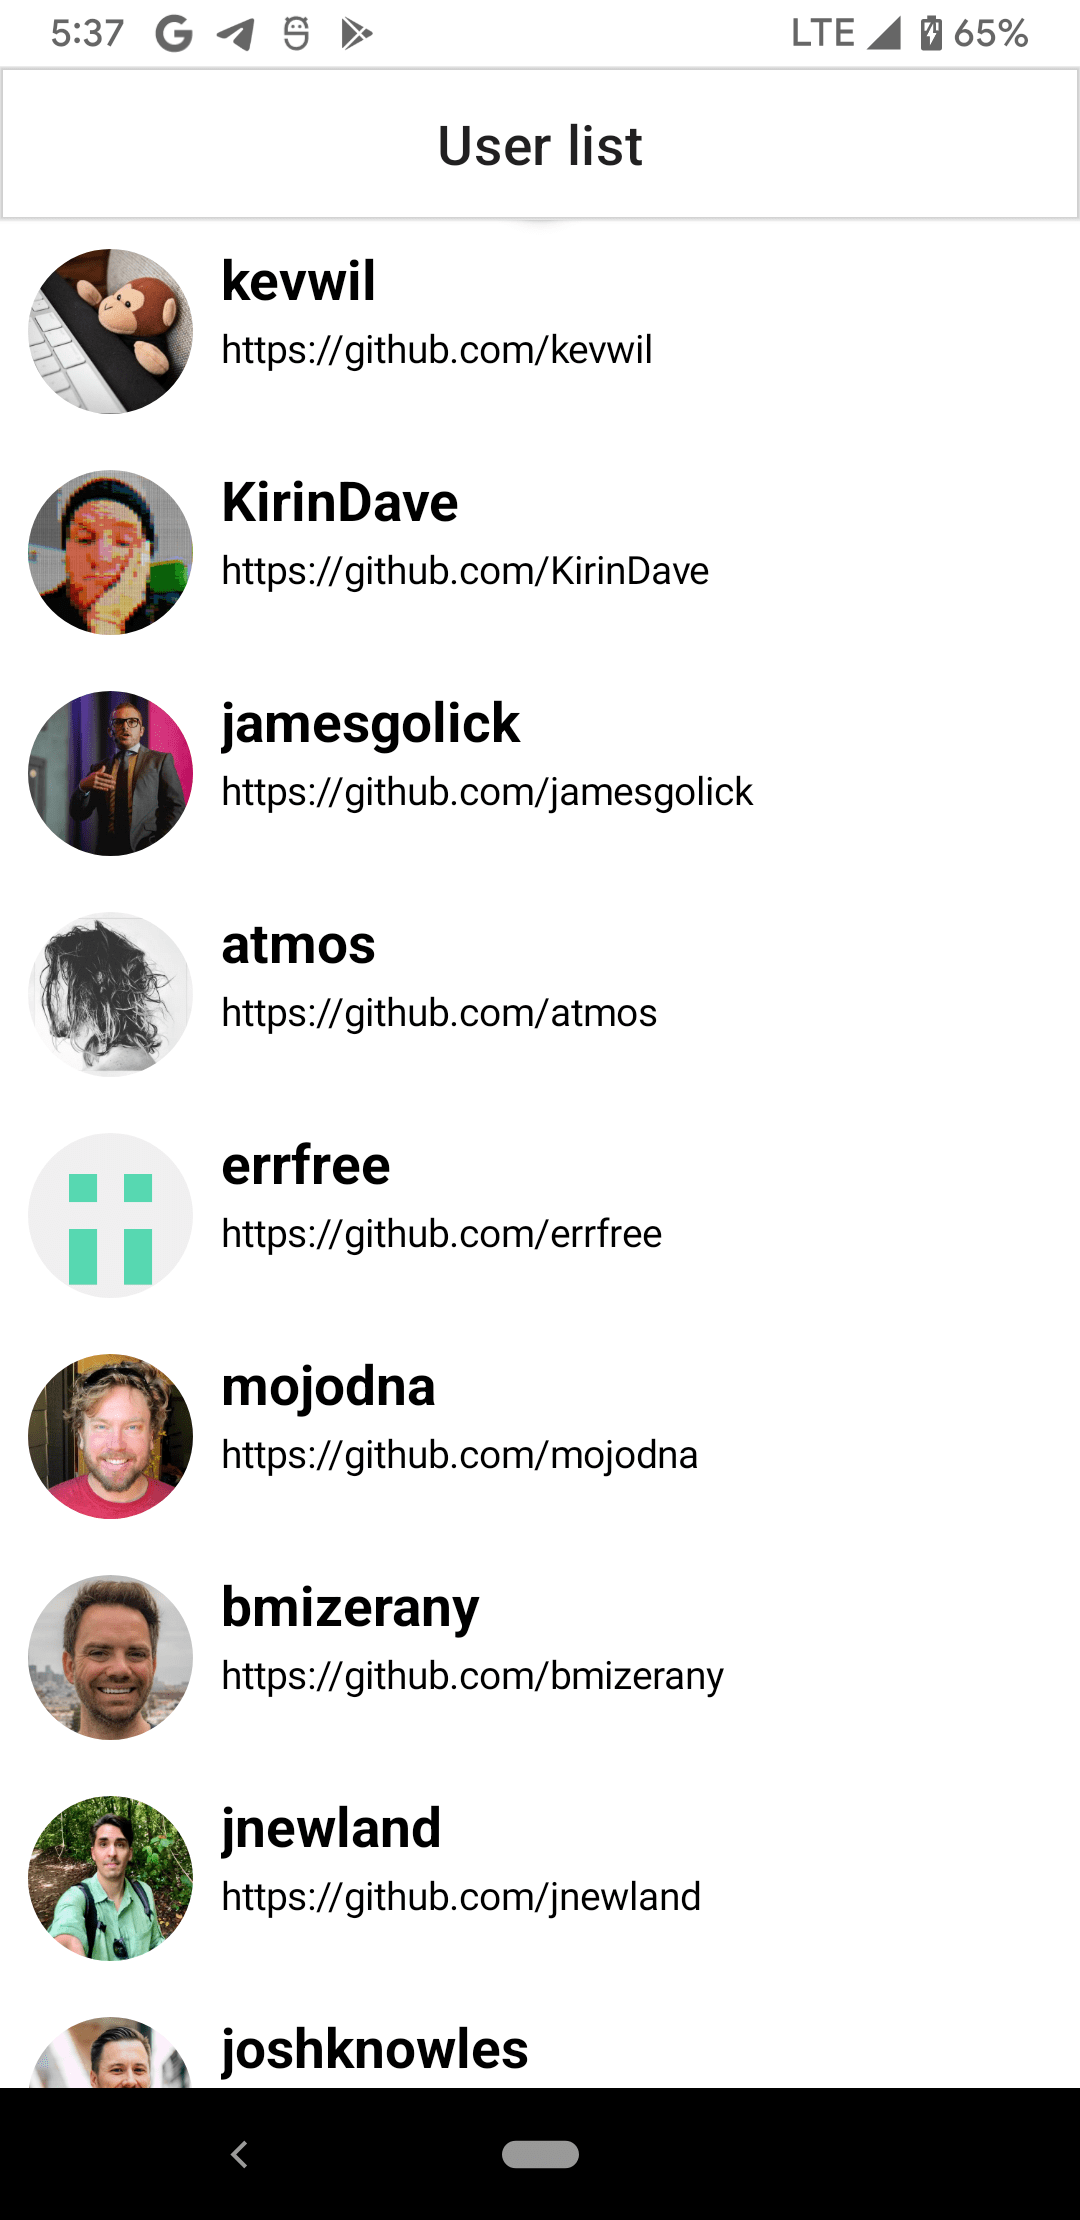 5:37 LTE 65%
User list
kevwil
https://github.com/kevwil
KirinDave
https://github.com/KirinDave
jamesgolick
https://github.com/jamesgolick
atmos
https://github.com/atmos
errfree
https://github.com/errfree
mojodna
https://github.com/mojodna
bmizerany
https://github.com/bmizerany
jnewland
https://github.com/jnewland
joshknowles